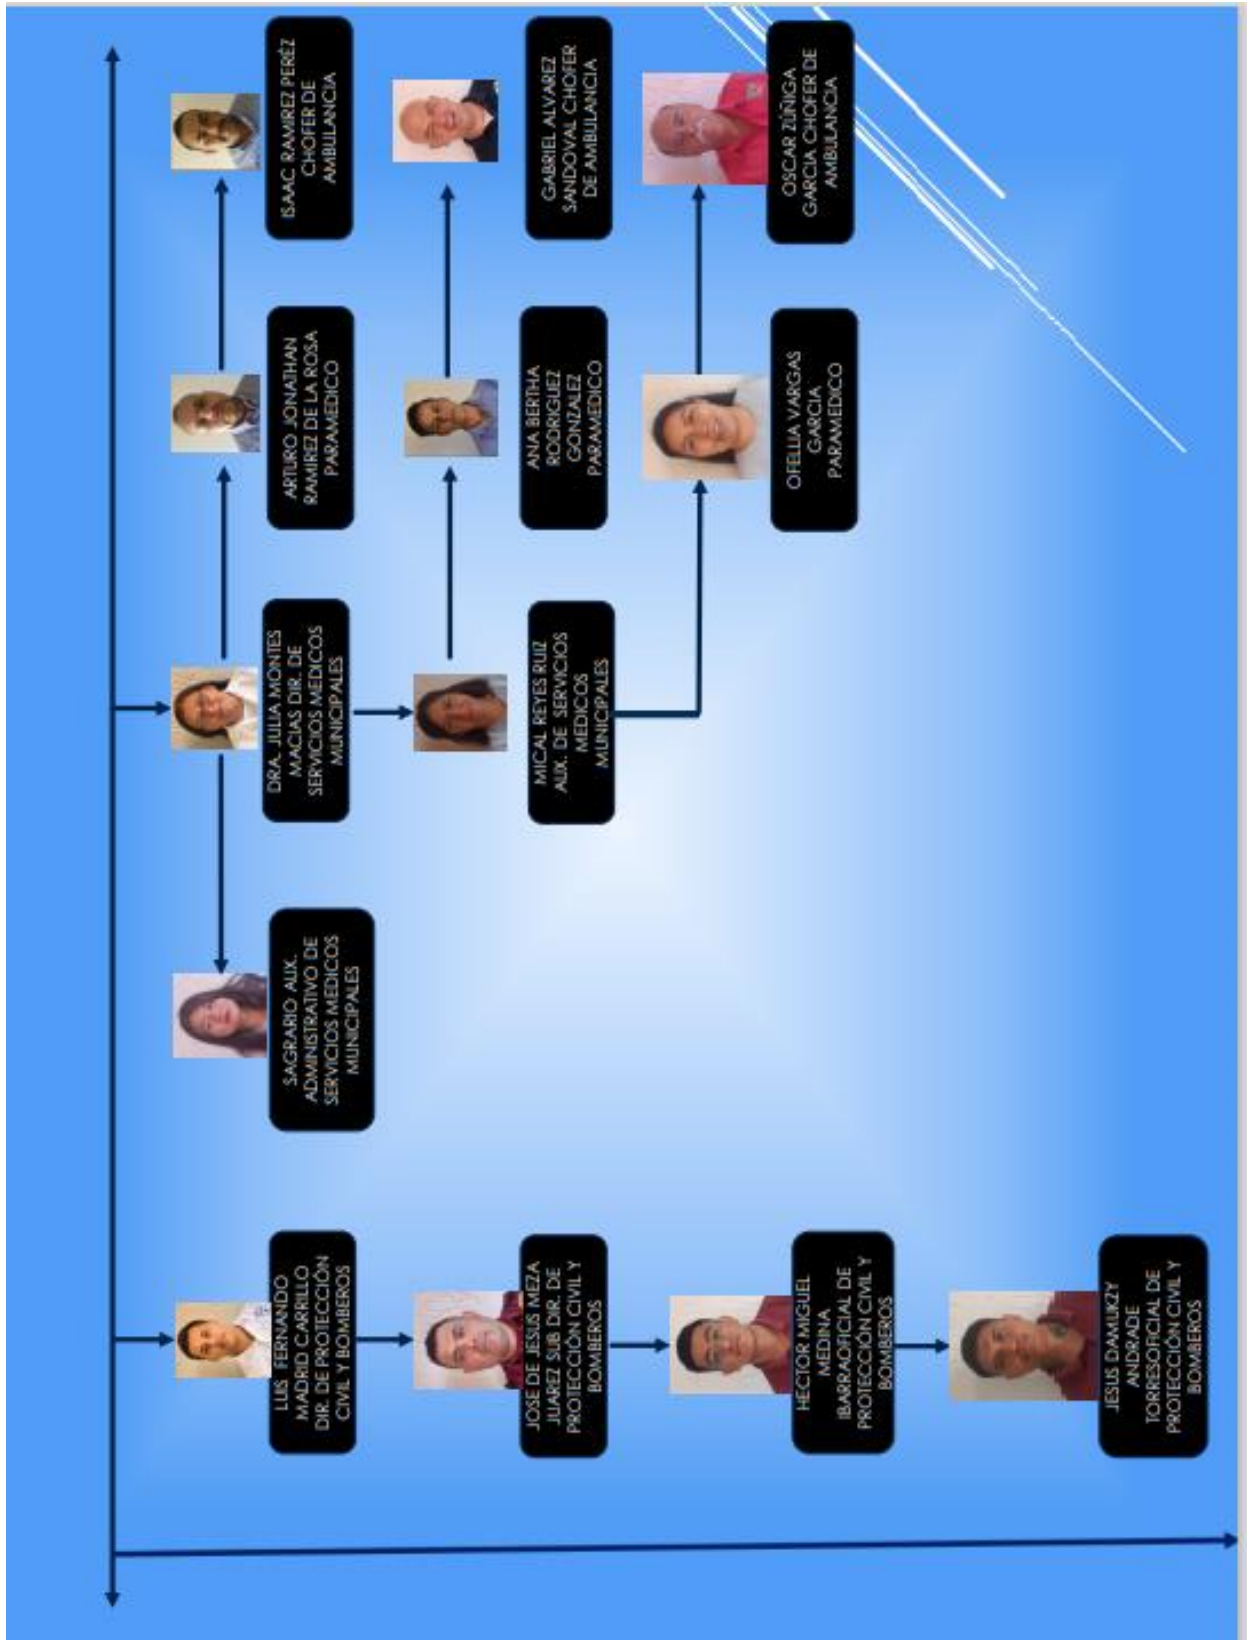 LUIS FERNANDO
MADRID CARRILLO
DIR. DE PROTECCIÓN
CIVIL Y BOMBEROS
SAGRARIO AUX.
ADMINISTRATIVO DE
SERVICIOS MEDICOS
MUNICIPALES
DRA. JULIA MONTES
MACIAS DIR. DE
SERVICIOS MEDICOS
MUNICIPALES
ARTURO JONATHAN
RAMIREZ DE LA ROSA
PARAMEDICO
ISAAC RAMIREZ PERÉZ
CHOFER DE
AMBULANCIA
JOSE DE JESUS MEZA
JUAREZ SUB DIR. DE
PROTECCIÓN CIVIL Y
BOMBEROS
MICAL REYES RUIZ
AUX. DE SERVICIOS
MEDICOS
MUNICIPALES
ANA BERTHA
RODRIGUEZ
GONZALEZ
PARAMEDICO
GABRIEL ALVAREZ
SANDOVAL CHOFER
DE AMBULANCIA
HECTOR MIGUEL
MEDINA
IBARRAOFICIAL DE
PROTECCIÓN CIVIL Y
BOMBEROS
OFELLIA VARGAS
GARCIA
PARAMEDICO
OSCAR ZÚÑIGA
GARCIA CHOFER DE
AMBULANCIA
JESUS DAMUKZY
ANDRADE
TORRESOFICIAL DE
PROTECCIÓN CIVIL Y
BOMBEROS